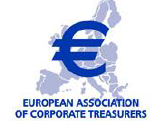 €
EUROPEAN ASSOCIATION
OF CORPORATE TREASURERS